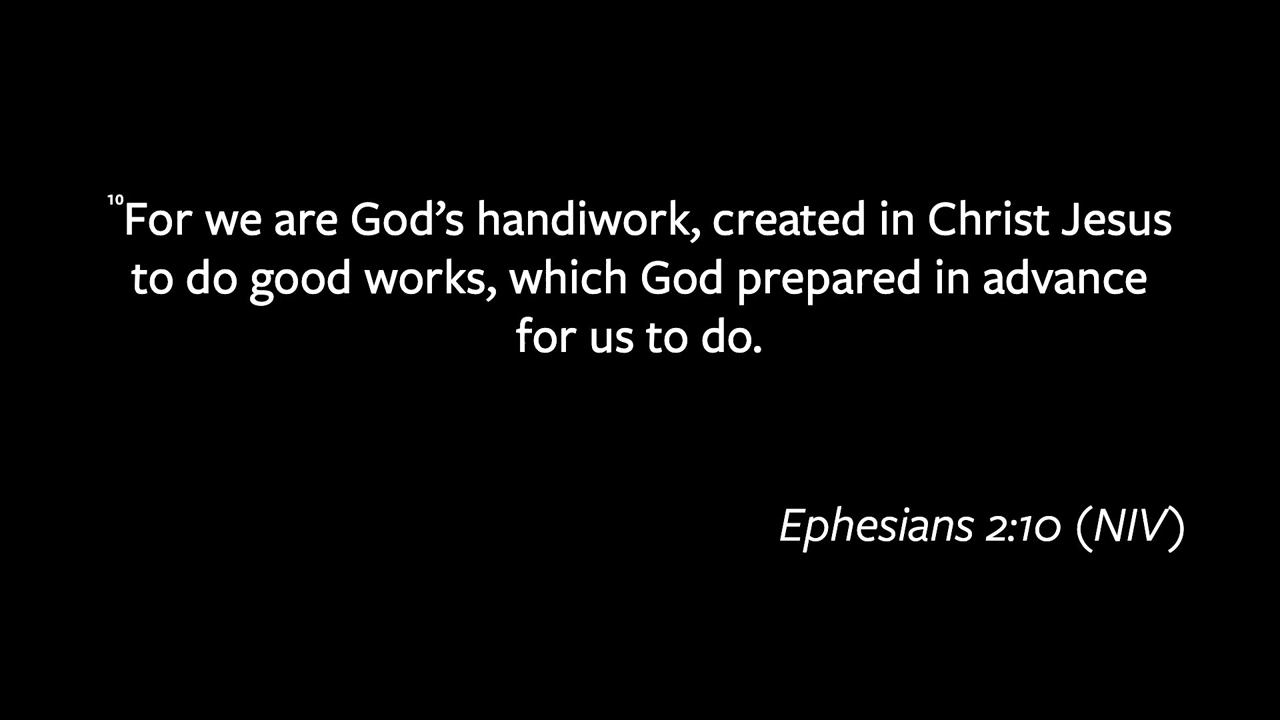 ¹⁰For we are God’s handiwork, created in Christ Jesus
to do good works, which God prepared in advance
for us to do.
Ephesians 2:10 (NIV)